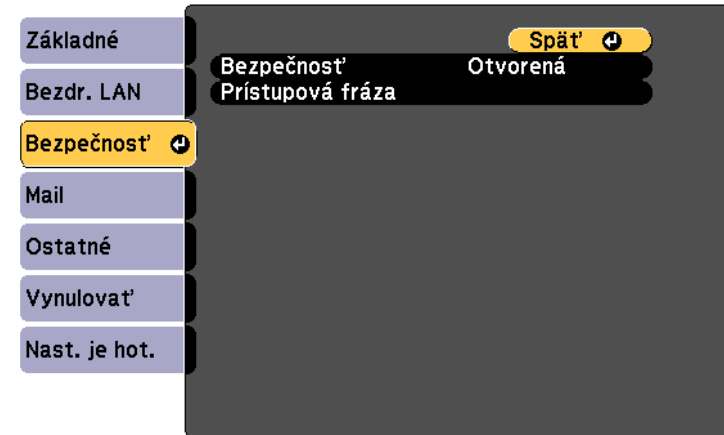 Základné
Bezdr. LAN
Bezpečnosť
Mail
Ostatné
Vynulovať
Nast. je hot.
Späť
Bezpečnosť Otvorená
Prístupová fráza